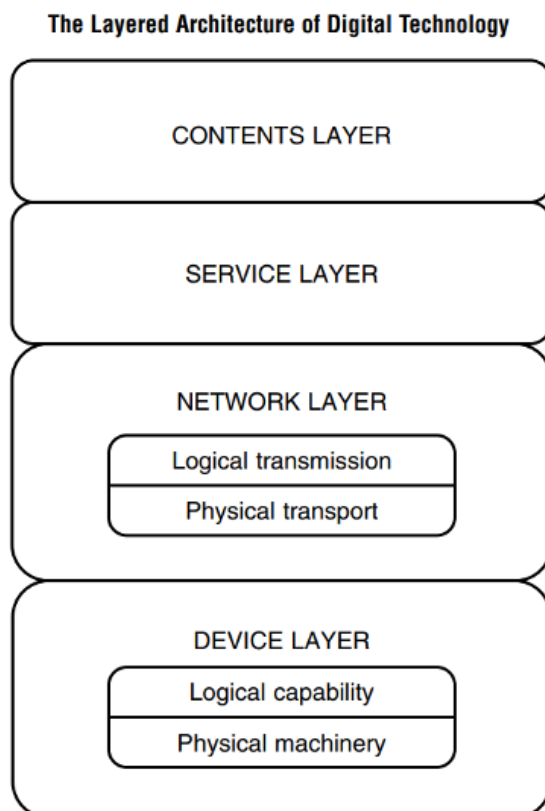 The Layered Architecture of Digital Technology
CONTENTS LAYER
SERVICE LAYER
NETWORK LAYER
Logical transmission
Physical transport
DEVICE LAYER
Logical capability
Physical machinery